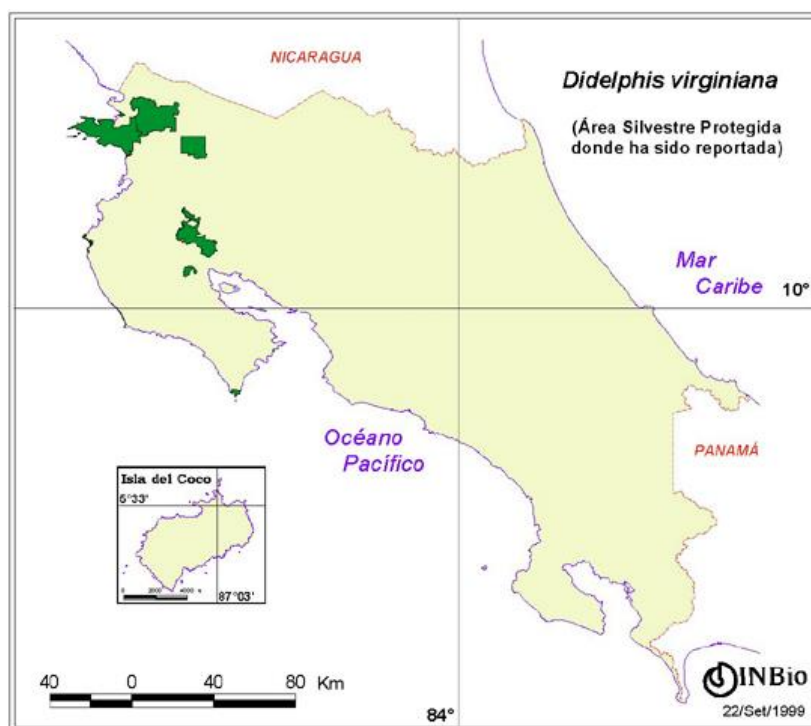 NICARAGUA
Didelphis virginiana
(Área Silvestre Protegida
donde ha sido reportada)
Mar
Caribe
10°
Océano
Pacífico
PANAMÁ
Isla del Coco
5°33'
87°03'
40 0 40 80 Km
84°
INBio
22/Set/1999